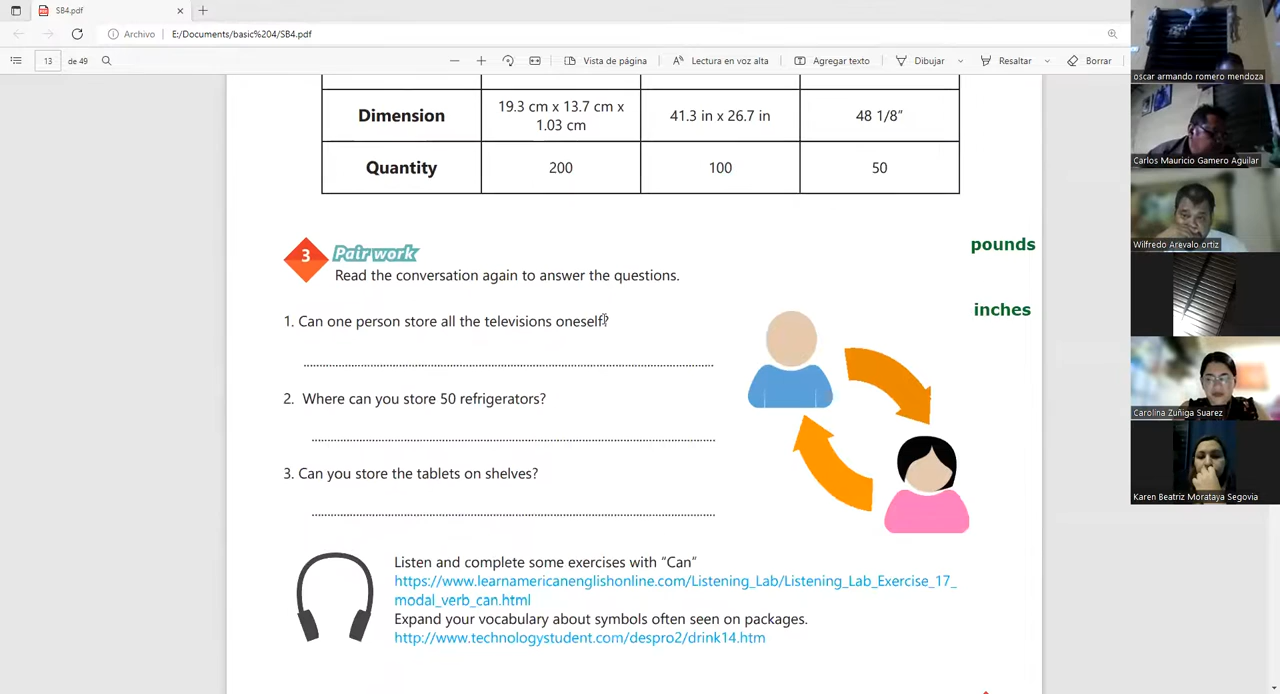 SB4.pdf
Archivo
E:/Documents/basic%204/SB4.pdf
13
de 49
Vista de página
Lectura en voz alta
Agregar texto
Dibujar
Resaltar
Borrar
Dimension
19.3 cm x 13.7 cm x
1.03 cm
41.3 in x 26.7 in
48 1/8"
Quantity
200
100
50
3
Pair work
Read the conversation again to answer the questions.
pounds
inches
1. Can one person store all the televisions oneself?
2. Where can you store 50 refrigerators?
3. Can you store the tablets on shelves?
Listen and complete some exercises with “Can”
https://www.learnamericanenglishonline.com/Listening_Lab/Listening_Lab_Exercise_17_
modal_verb_can.html
Expand your vocabulary about symbols often seen on packages.
http://www.technologystudent.com/despro2/drink14.htm
oscar armando romero mendoza
Carlos Mauricio Gamero Aguilar
Wilfredo Arevalo ortiz
Carolina Zuñiga Suarez
Karen Beatriz Morataya Segovia